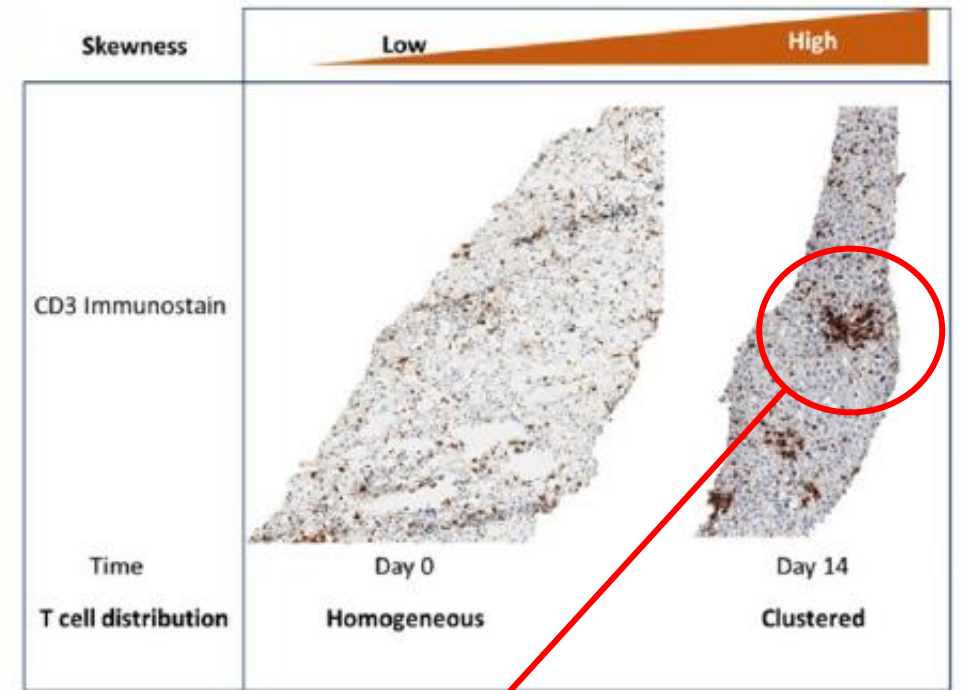 Skewness Low High
CD3 Immunostain
Time Day 0 Day 14
T cell distribution Homogeneous Clustered